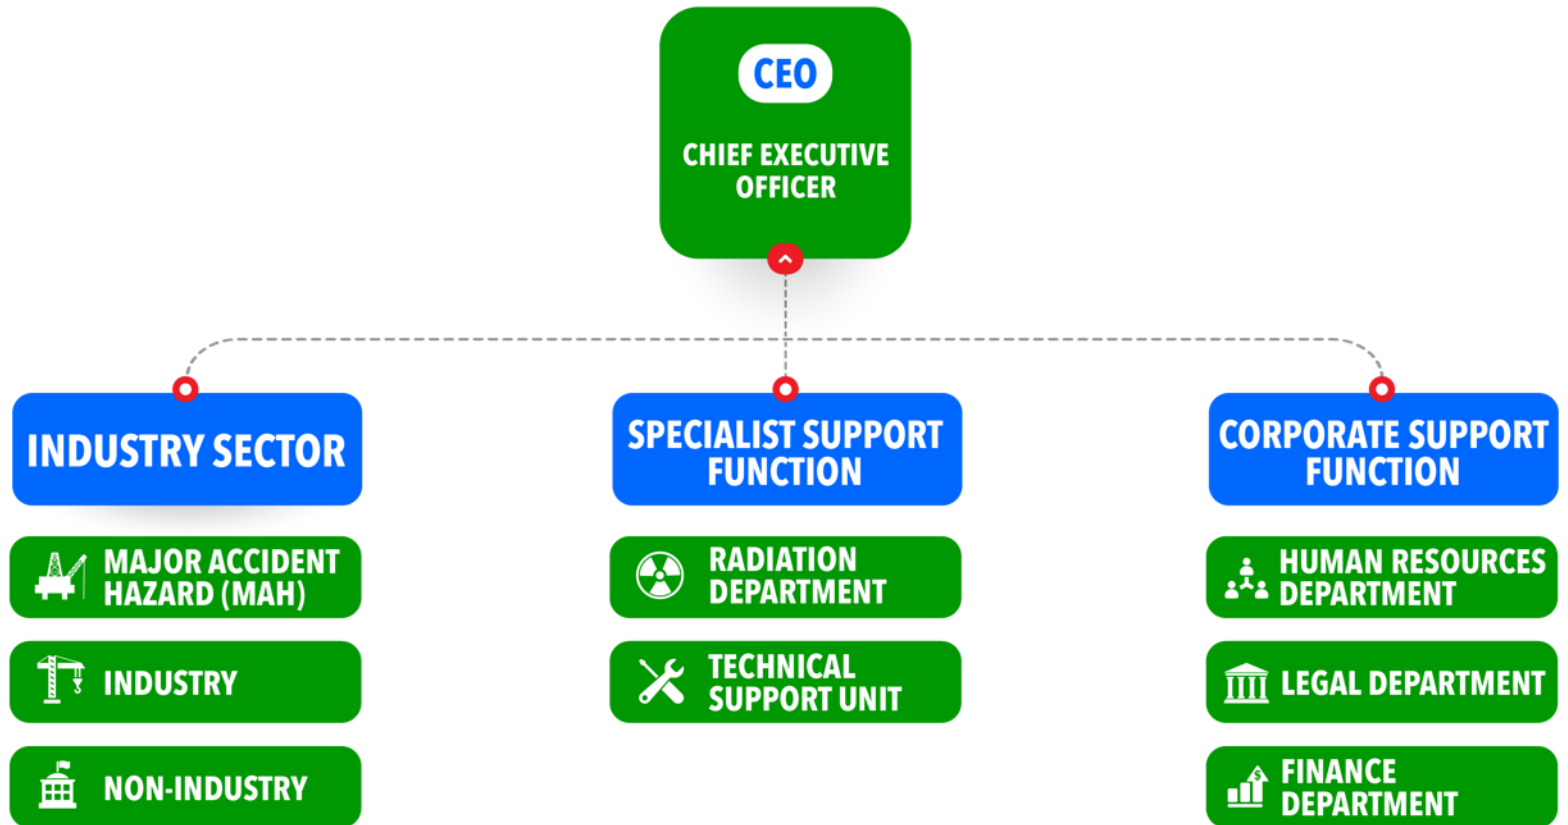 CEO
CHIEF EXECUTIVE
OFFICER
INDUSTRY SECTOR
MAJOR ACCIDENT
HAZARD (MAH)
INDUSTRY
NON-INDUSTRY
SPECIALIST SUPPORT
FUNCTION
RADIATION
DEPARTMENT
TECHNICAL
SUPPORT UNIT
CORPORATE SUPPORT
FUNCTION
HUMAN RESOURCES
DEPARTMENT
LEGAL DEPARTMENT
FINANCE
DEPARTMENT